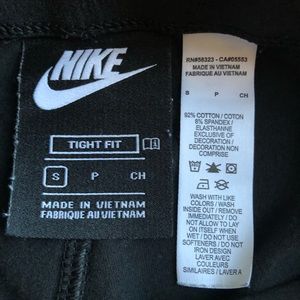 NIKE
TIGHT FIT
S P CH
MADE IN VIETNAM
FABRIQUÉ AU VIETNAM
RN#56323 - CA#05553
MADE IN VIETNAM
FABRIQUE AU VIETNAM
S P CH
92% COTTON / COTON
8% SPANDEX /
ELASTHANNE
EXCLUSIVE OF
DECORATION /
DECORATION NON
COMPRISE
WASH WITH LIKE
COLORS /
INSIDE OUT / REMOVE
IMMEDIATELY / DO
NOT ALLOW TO LAY
ON ITSELF WHEN
WET / DO NOT USE
SOFTENERS / DO NOT
IRON DESIGN
LAVER AVEC
COULEURS
SIMILAIRES / LAVER A